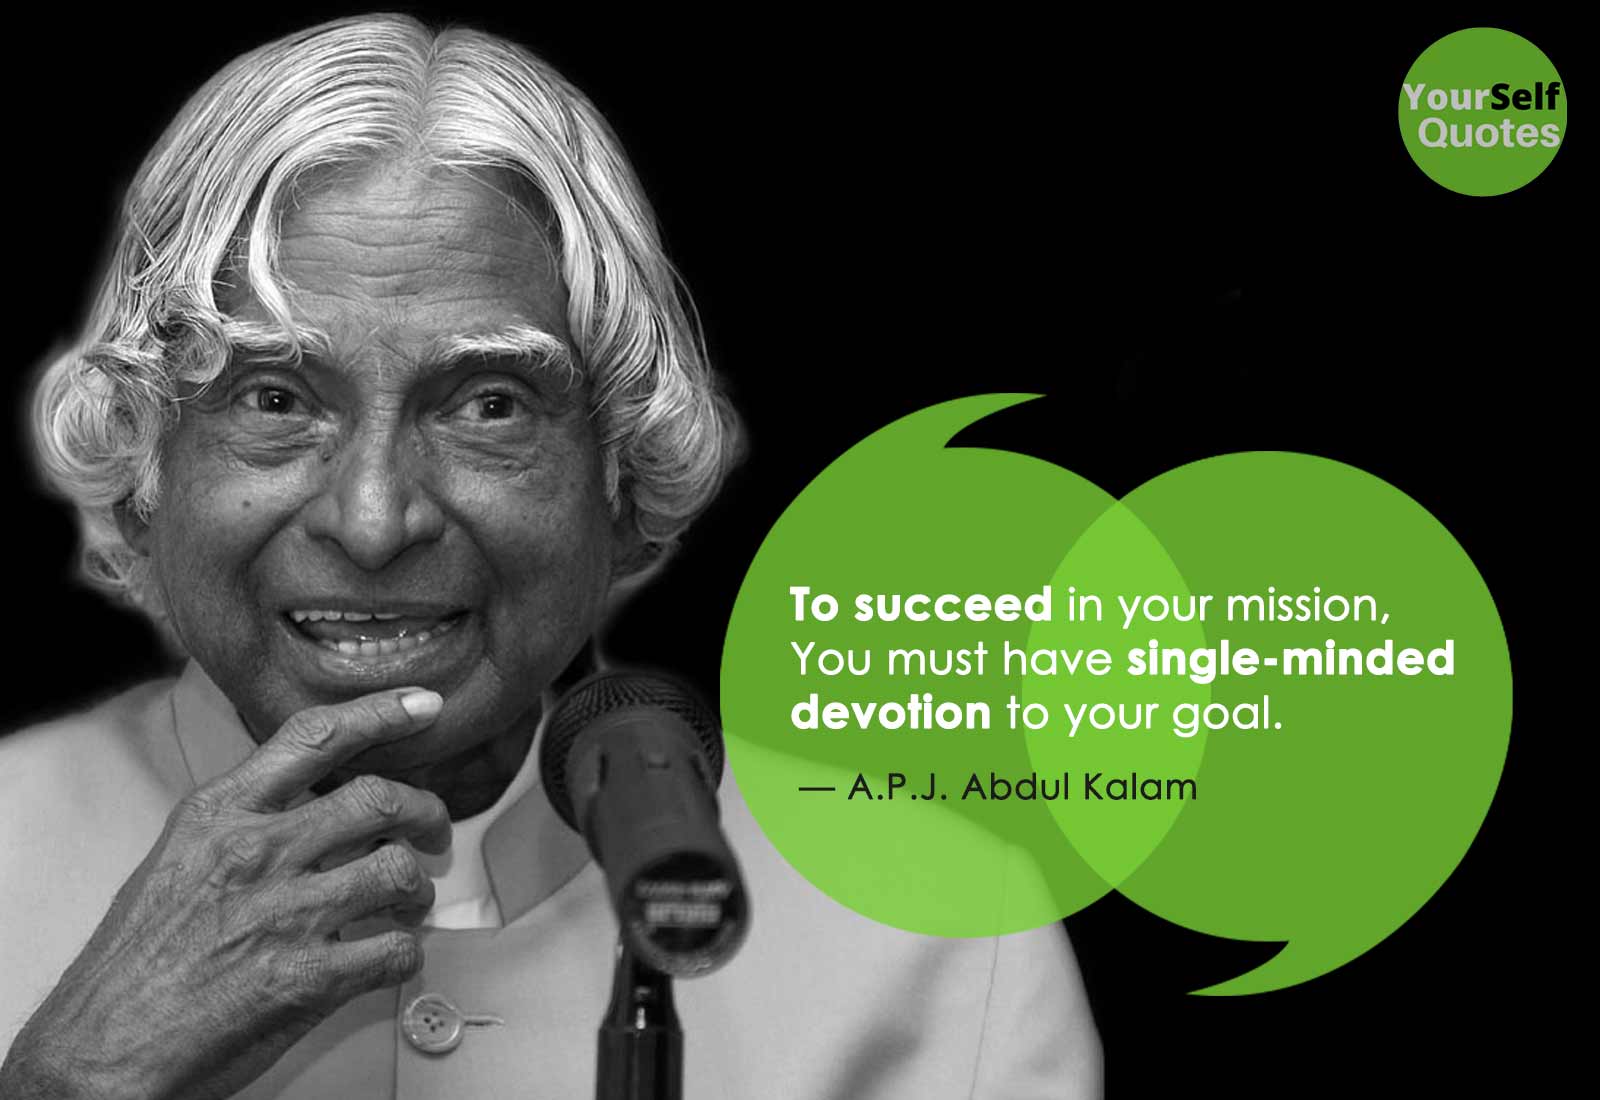 YourSelf
Quotes
To succeed in your mission,
You must have single-minded
devotion to your goal.
— A.P.J. Abdul Kalam